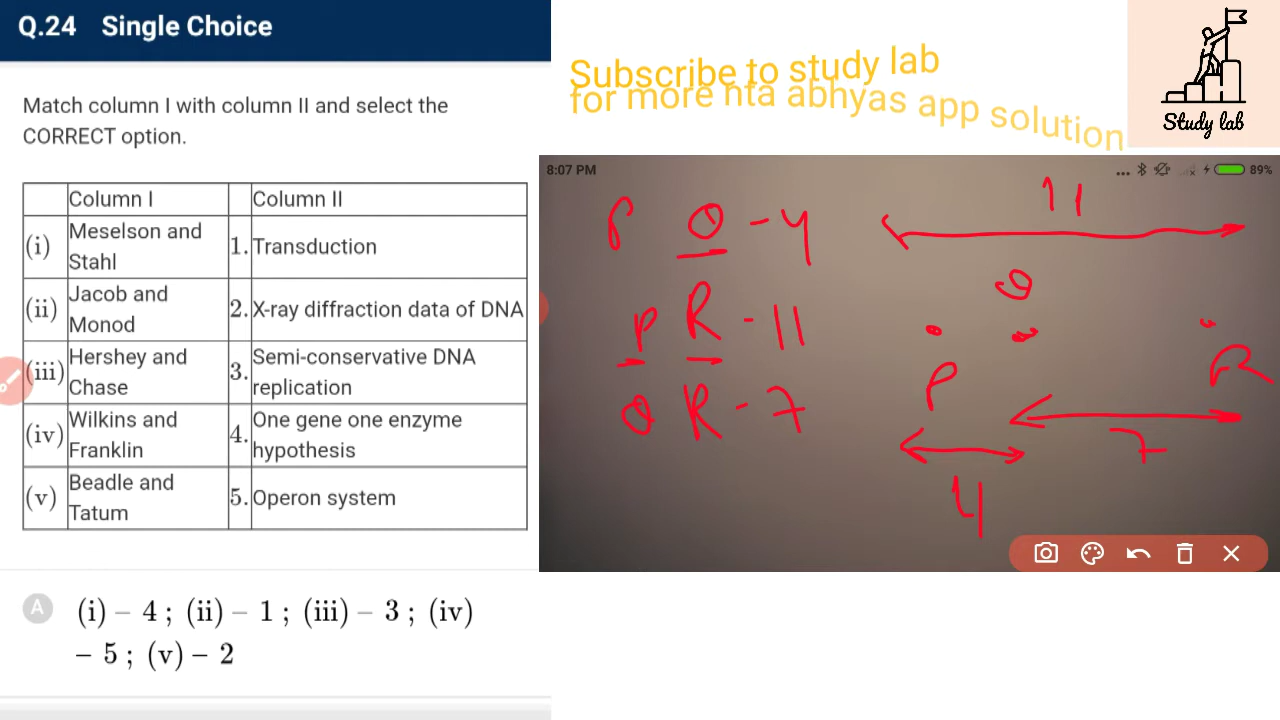 Q.24 Single Choice
Match column I with column II and select the
CORRECT option.
Column I Column II
(i) Meselson and Stahl 1. Transduction
(ii) Jacob and Monod 2. X-ray diffraction data of DNA
(iii) Hershey and Chase 3. Semi-conservative DNA replication
(iv) Wilkins and Franklin 4. One gene one enzyme hypothesis
(v) Beadle and Tatum 5. Operon system
A (i) – 4 ; (ii) – 1 ; (iii) – 3 ; (iv)
– 5 ; (v) – 2
Subscribe to study lab
for more nta abhyas app solution
Study lab
8:07 PM ... 89%
P Q - 4
P R - 11
Q R - 7
11
Q
P R
7
4